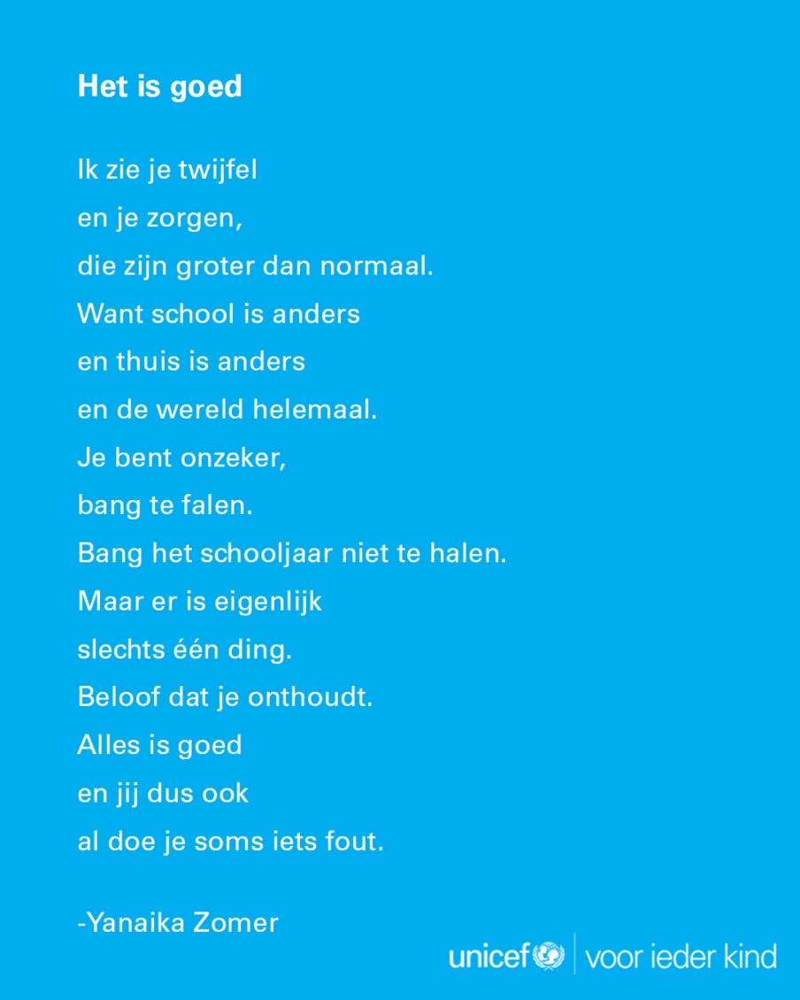 Het is goed
Ik zie je twijfel
en je zorgen,
die zijn groter dan normaal.
Want school is anders
en thuis is anders
en de wereld helemaal.
Je bent onzeker,
bang te falen.
Bang het schooljaar niet te halen.
Maar er is eigenlijk
slechts één ding.
Beloof dat je onthoudt.
Alles is goed
en jij dus ook
al doe je soms iets fout.
-Yanaika Zomer
unicef | voor ieder kind